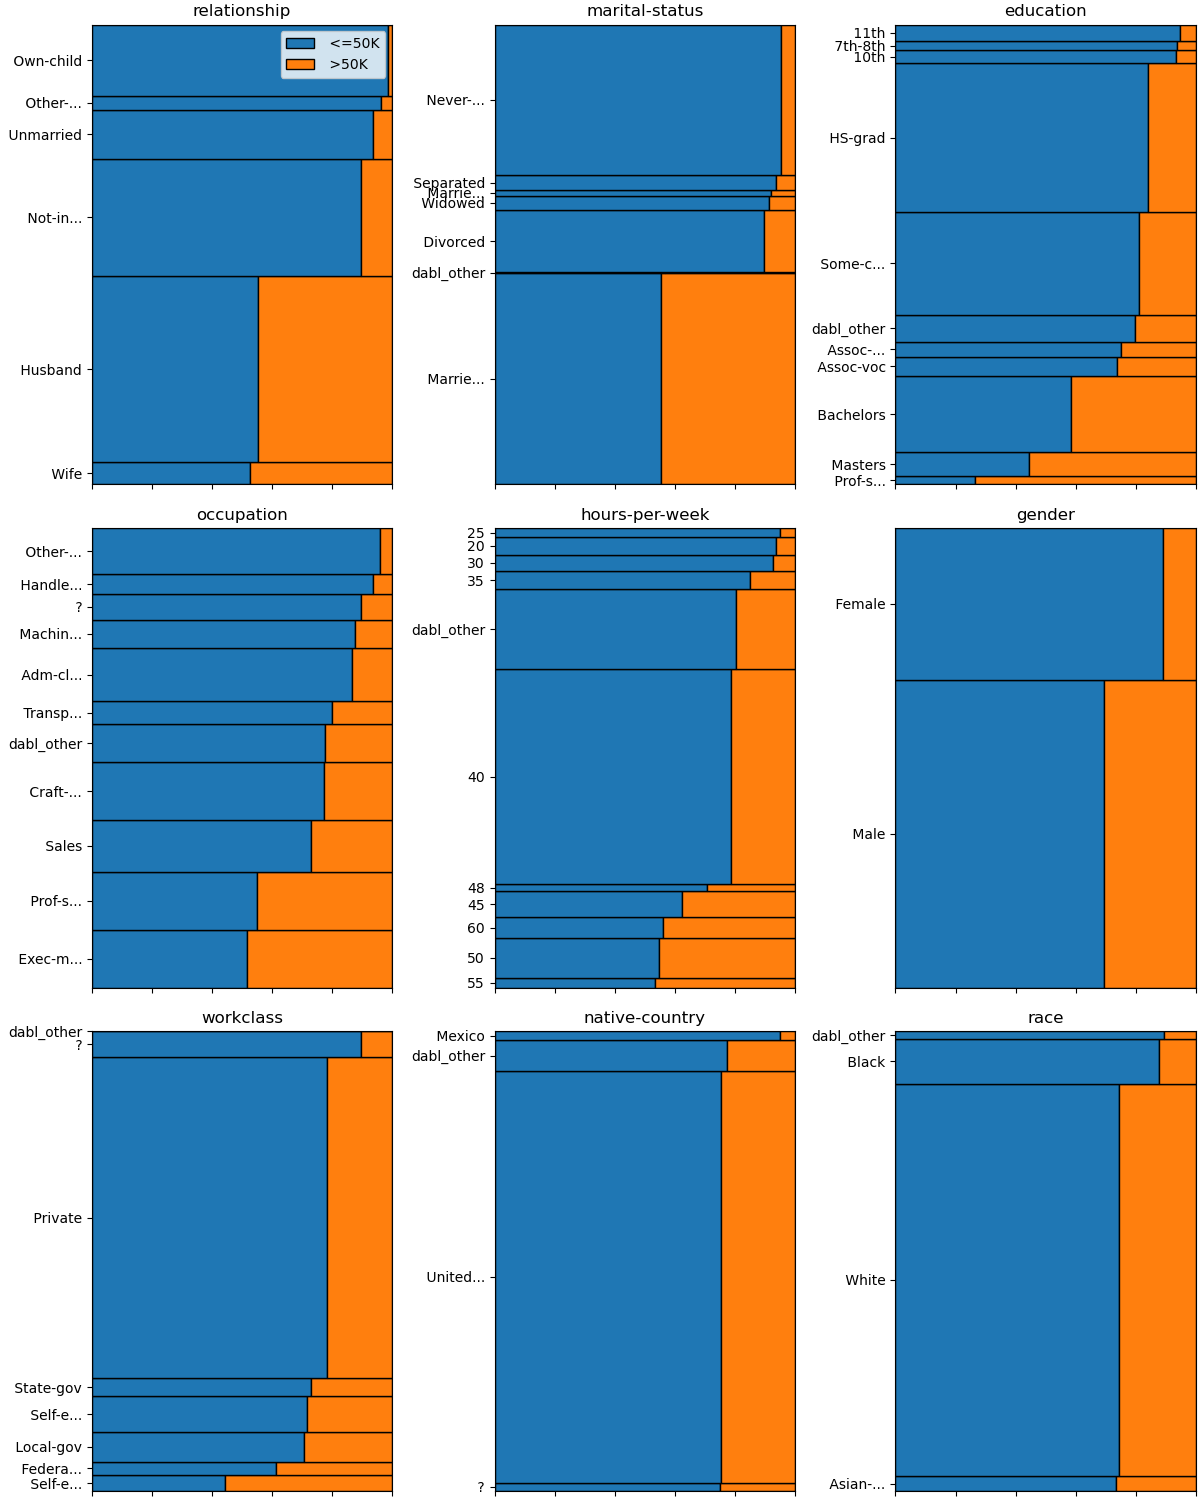 relationship
Own-child
Other-...
Unmarried
Not-in...
Husband
Wife
<=50K
>50K
marital-status
Never-...
Separated
Marrie...
Widowed
Divorced
dabl_other
Marrie...
education
11th
7th-8th
10th
HS-grad
Some-c...
dabl_other
Assoc-...
Assoc-voc
Bachelors
Masters
Prof-s...
occupation
Other-...
Handle...
?
Machin...
Adm-cl...
Transp...
dabl_other
Craft-...
Sales
Prof-s...
Exec-m...
hours-per-week
25
20
30
35
dabl_other
40
48
45
60
50
55
gender
Female
Male
workclass
dabl_other
?
Private
State-gov
Self-e...
Local-gov
Federa...
Self-e...
native-country
Mexico
dabl_other
United...
?
race
dabl_other
Black
White
Asian-...